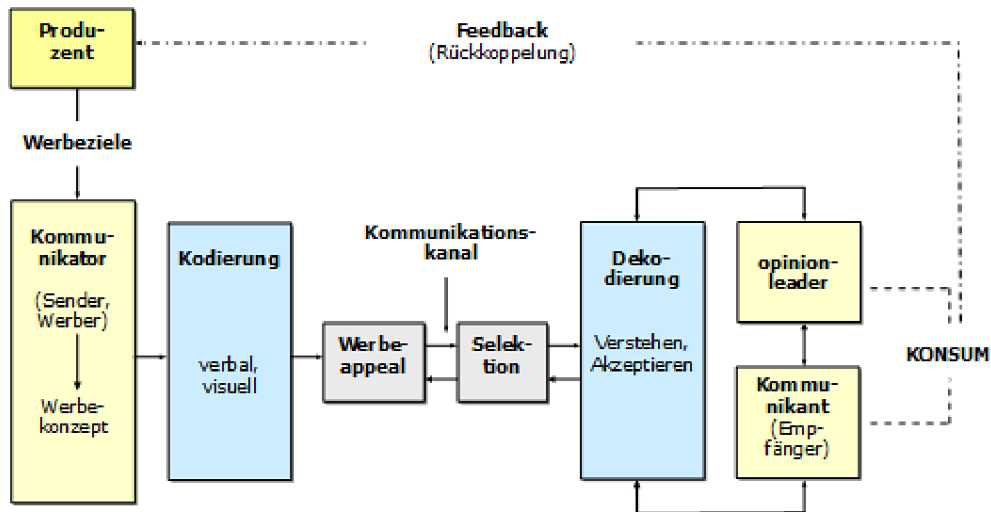 Produ-
zent
Feedback
(Rückkoppelung)
Werbeziele
Kommu-
nikator
(Sender,
Werber)
Werbe-
konzept
Kodierung
verbal,
visuell
Kommunikations-
kanal
Werbe-
appeal
Selek-
tion
Deko-
dierung
Verstehen,
Akzeptieren
opinion-
leader
Kommu-
nikant
(Emp-
fänger)
KONSUM